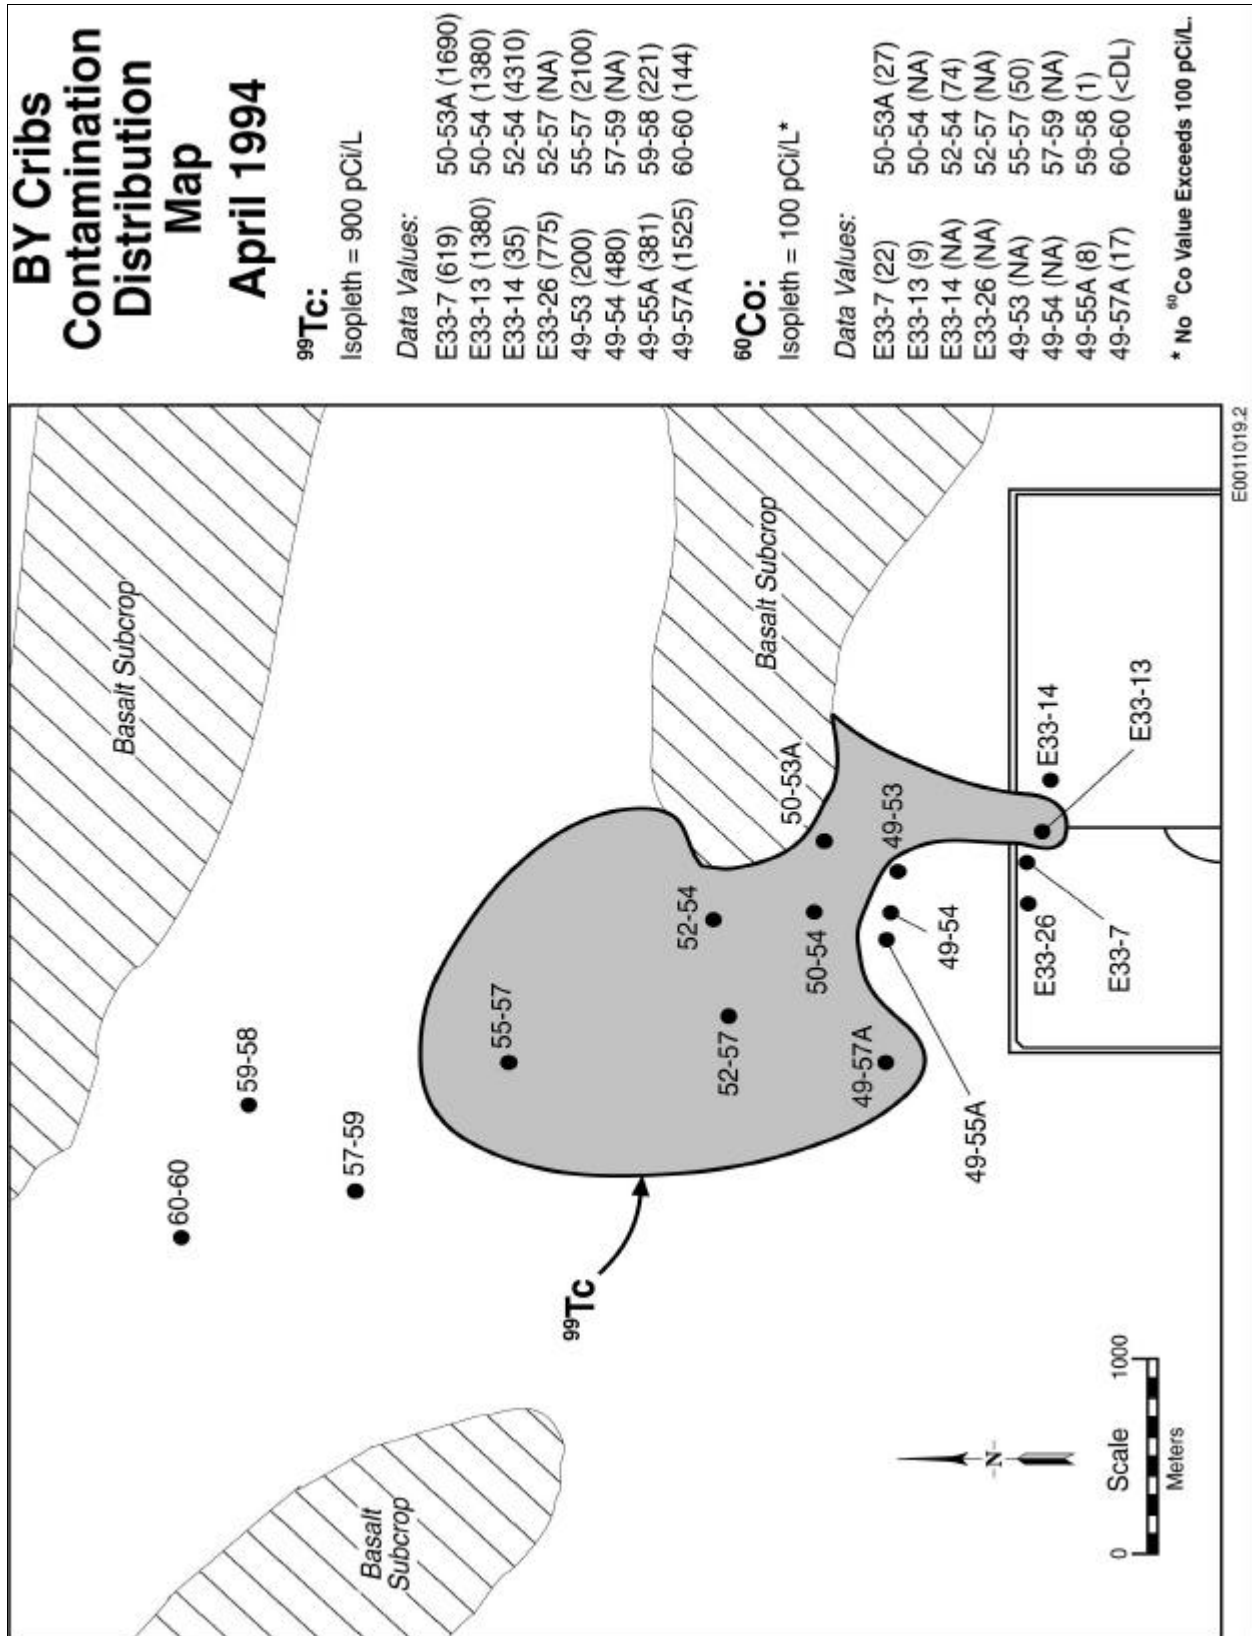 BY Cribs
Contamination
Distribution
Map
April 1994
⁹⁹Tc:
Isopleth = 900 pCi/L
Data Values:
E33-7 (619) 50-53A (1690)
E33-13 (1380) 50-54 (1380)
E33-14 (35) 52-54 (4310)
E33-26 (775) 52-57 (NA)
49-53 (200) 55-57 (2100)
49-54 (480) 57-59 (NA)
49-55A (381) 59-58 (221)
49-57A (1525) 60-60 (144)
⁶⁰Co:
Isopleth = 100 pCi/L*
Data Values:
E33-7 (22) 50-53A (27)
E33-13 (9) 50-54 (NA)
E33-14 (NA) 52-54 (74)
E33-26 (NA) 52-57 (NA)
49-53 (NA) 55-57 (50)
49-54 (NA) 57-59 (NA)
49-55A (8) 59-58 (1)
49-57A (17) 60-60 (<DL)
* No ⁶⁰Co Value Exceeds 100 pCi/L.
Basalt Subcrop
60-60
59-58
57-59
Basalt
Subcrop
⁹⁹Tc
55-57
52-54
52-57
Basalt Subcrop
50-53A
50-54
49-53
49-57A
49-54
49-55A
E33-26
E33-7
E33-14
E33-13
-N-
Scale
0 1000
Meters
E0011019.2